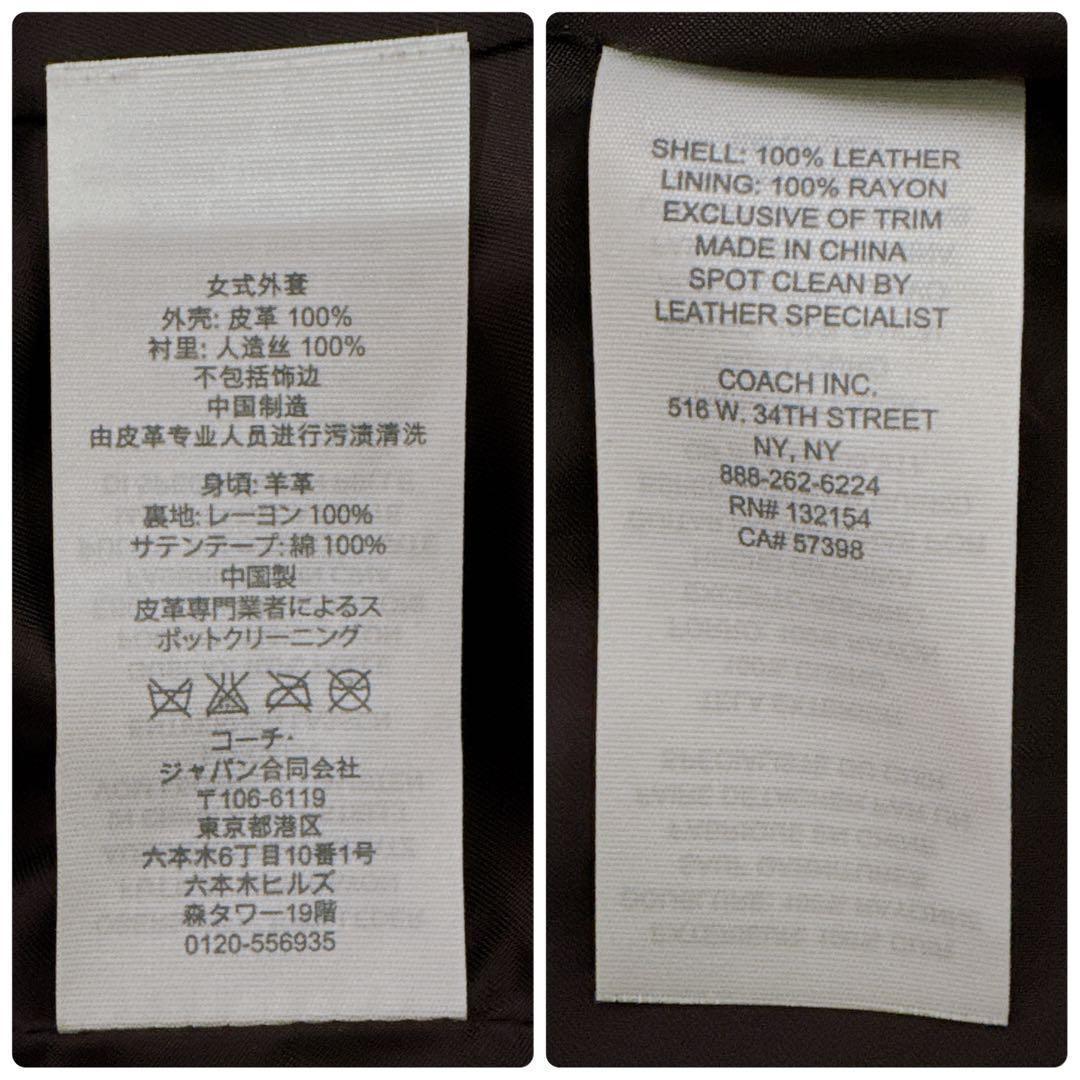 女式外套
外壳: 皮革 100%
衬里: 人造丝 100%
不包括饰边
中国制造
由皮革专业人员进行污渍清洗
身頃: 羊革
裏地: レーヨン 100%
サテンテープ: 綿 100%
中国製
皮革専門業者によるス
ポットクリーニング
コーチ・
ジャパン合同会社
〒106-6119
東京都港区
六本木6丁目10番1号
六本木ヒルズ
森タワー19階
0120-556935
SHELL: 100% LEATHER
LINING: 100% RAYON
EXCLUSIVE OF TRIM
MADE IN CHINA
SPOT CLEAN BY
LEATHER SPECIALIST
COACH INC.
516 W. 34TH STREET
NY, NY
888-262-6224
RN# 132154
CA# 57398